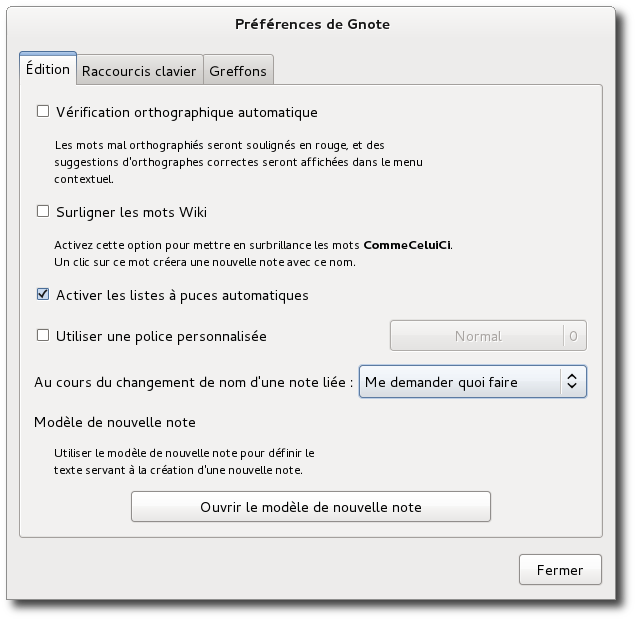 Préférences de Gnote
Édition
Raccourcis clavier
Greffons
Vérification orthographique automatique
Les mots mal orthographiés seront soulignés en rouge, et des
suggestions d'orthographes correctes seront affichées dans le menu
contextuel.
Surligner les mots Wiki
Activez cette option pour mettre en surbrillance les mots CommeCeluiCi.
Un clic sur ce mot créera une nouvelle note avec ce nom.
Activer les listes à puces automatiques
Utiliser une police personnalisée
Normal 0
Au cours du changement de nom d'une note liée : Me demander quoi faire
Modèle de nouvelle note
Utiliser le modèle de nouvelle note pour définir le
texte servant à la création d'une nouvelle note.
Ouvrir le modèle de nouvelle note
Fermer